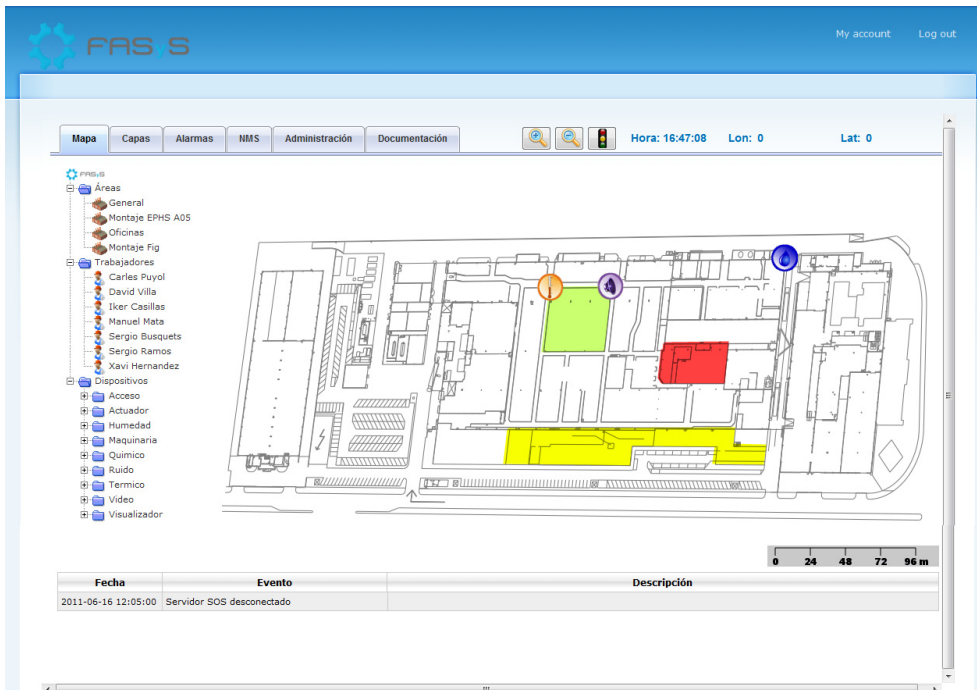 FASyS
My account Log out
Mapa Capas Alarmas NMS Administración Documentación Hora: 16:47:08 Lon: 0 Lat: 0
FASyS
Áreas
General
Montaje EPHS A05
Oficinas
Montaje Fig
Trabajadores
Carles Puyol
David Villa
Iker Casillas
Manuel Mata
Sergio Busquets
Sergio Ramos
Xavi Hernandez
Dispositivos
Acceso
Actuador
Humedad
Maquinaria
Quimico
Ruido
Termico
Video
Visualizador
0 24 48 72 96 m
Fecha Evento Descripción
2011-06-16 12:05:00 Servidor SOS desconectado